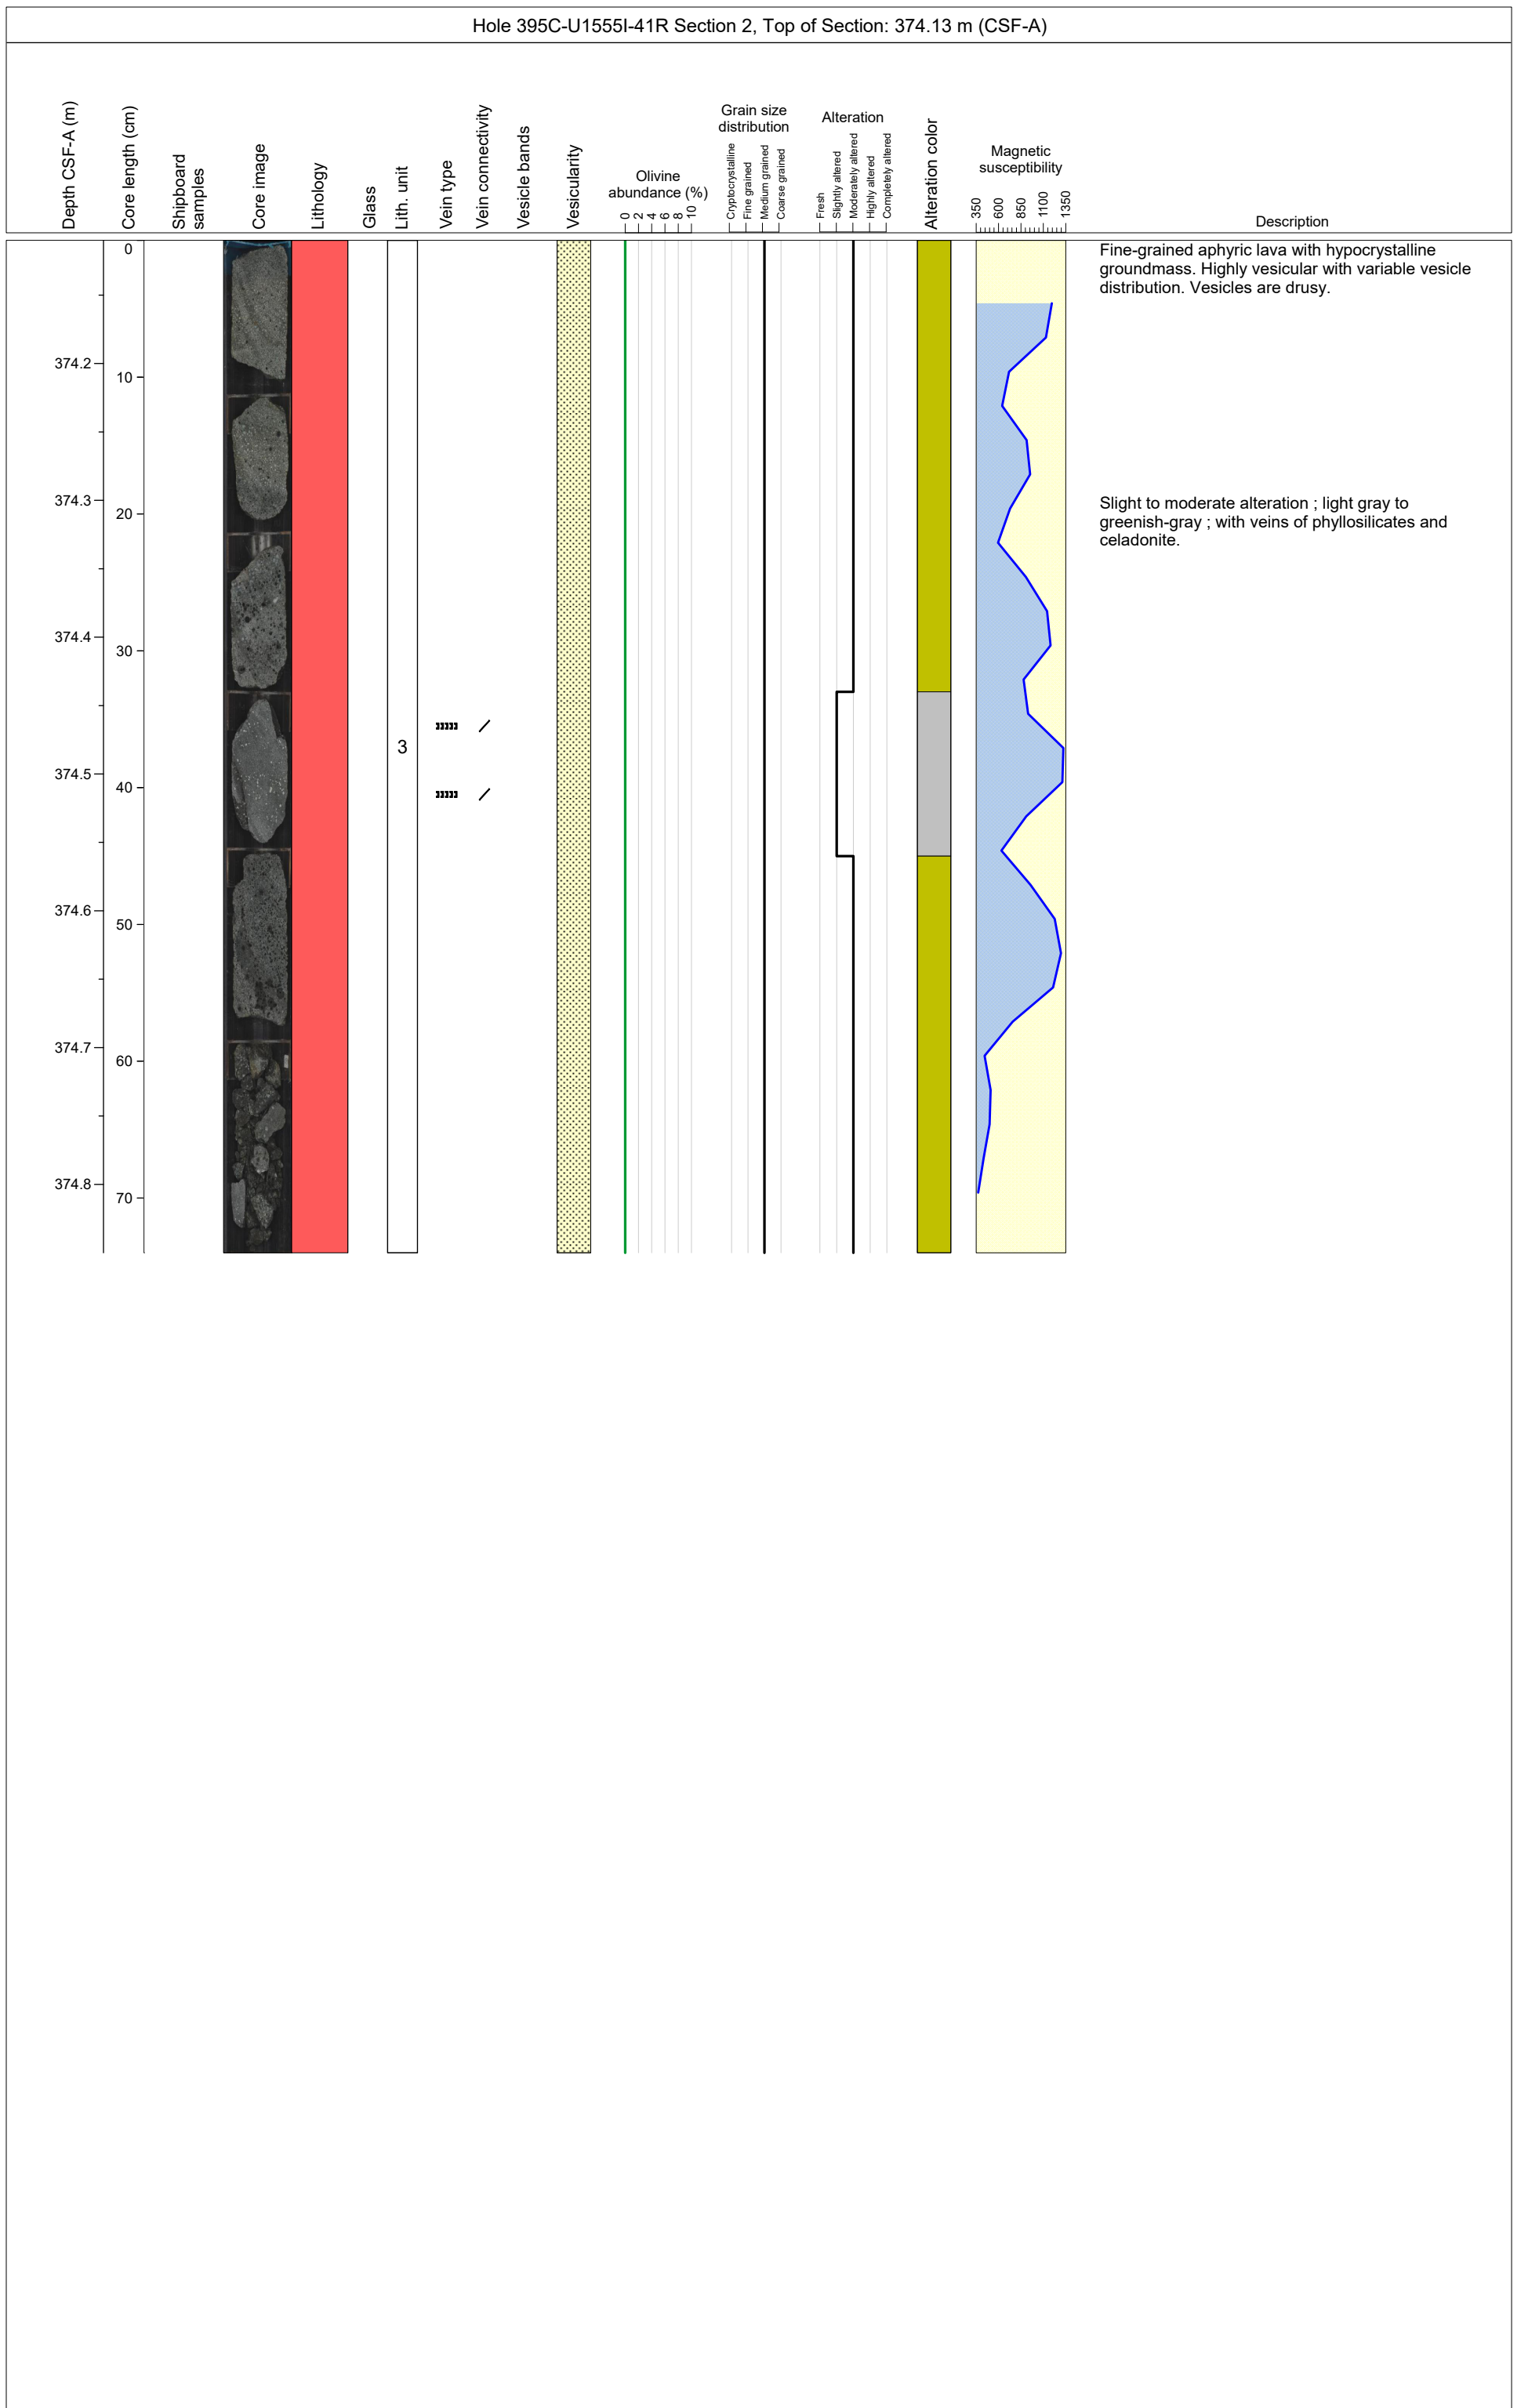 Hole 395C-U1555I-41R Section 2, Top of Section: 374.13 m (CSF-A)
Depth CSF-A (m)
Core length (cm)
Shipboard
samples
Core image
Lithology
Glass
Lith. unit
Vein type
Vein connectivity
Vesicle bands
Vesicularity
Olivine
abundance (%)
0 2 4 6 8 10
Grain size
distribution
Cryptocrystalline
Fine grained
Medium grained
Coarse grained
Alteration
Fresh
Slightly altered
Moderately altered
Highly altered
Completely altered
Alteration color
Magnetic
susceptibility
350 600 850 1100 1350
Description
0
Fine-grained aphyric lava with hypocrystalline
groundmass. Highly vesicular with variable vesicle
distribution. Vesicles are drusy.
374.2
10
374.3
20
Slight to moderate alteration ; light gray to
greenish-gray ; with veins of phyllosilicates and
celadonite.
374.4
30
3
374.5
40
374.6
50
374.7
60
374.8
70